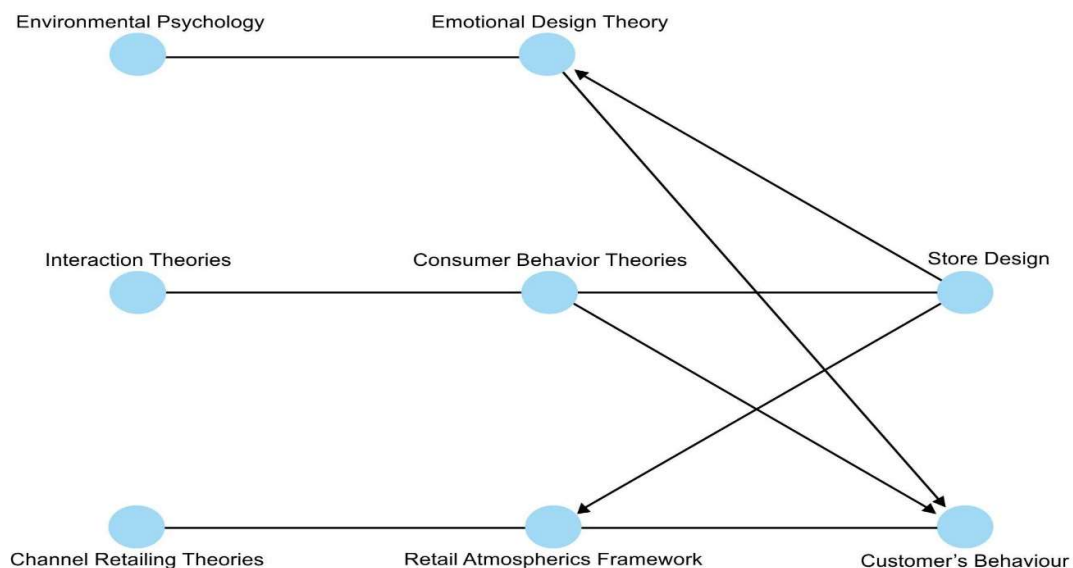 Environmental Psychology
Emotional Design Theory
Interaction Theories
Consumer Behavior Theories
Store Design
Channel Retailing Theories
Retail Atmospherics Framework
Customer's Behaviour